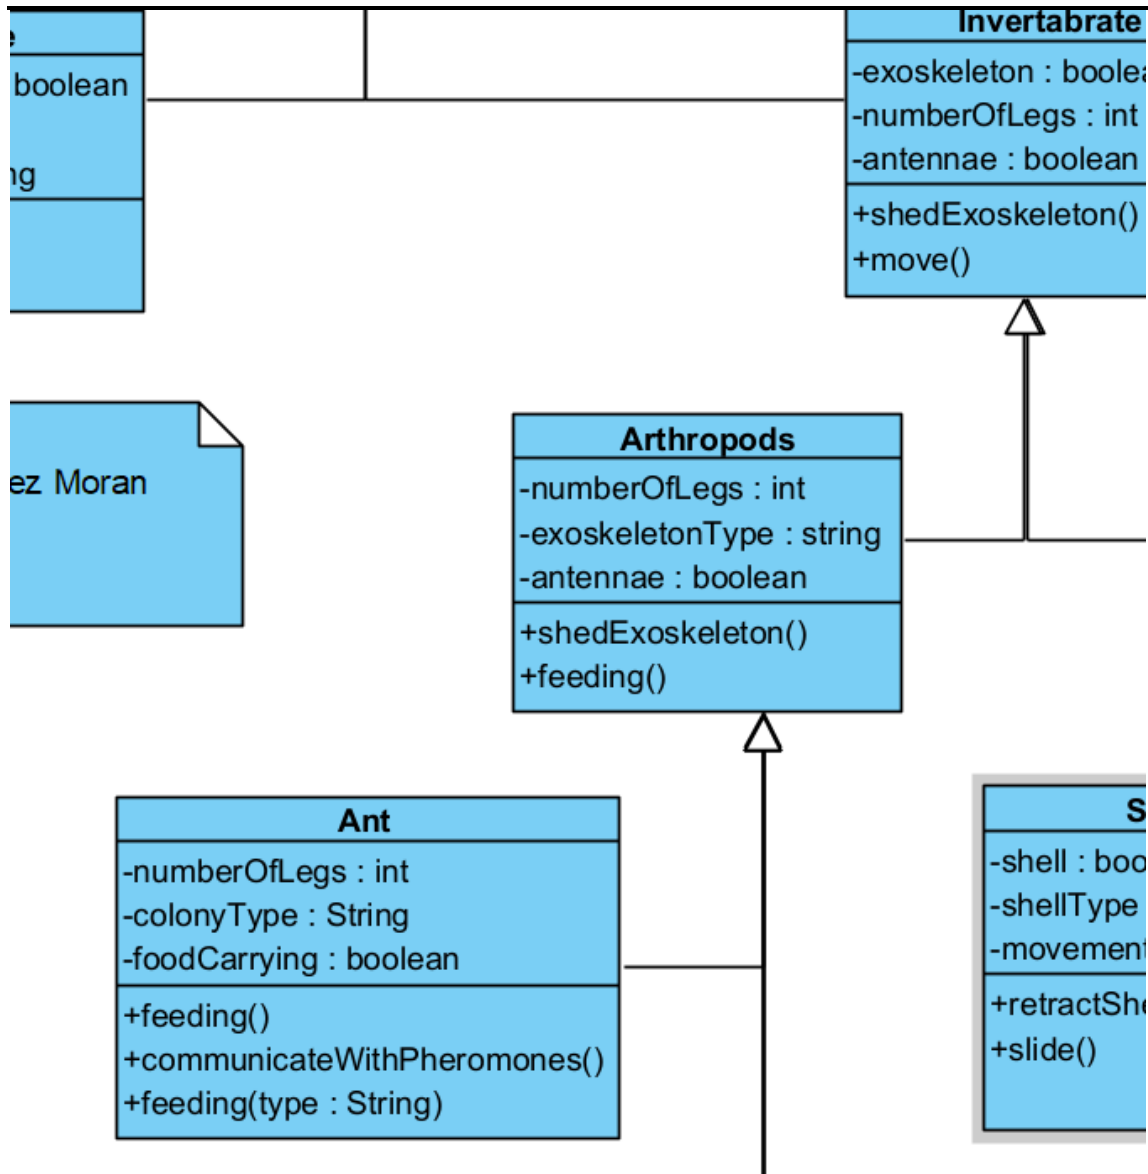 boolean
Invertabrate
-exoskeleton : boolea
-numberOfLegs : int
-antennae : boolean
+shedExoskeleton()
+move()
ez Moran
Arthropods
-numberOfLegs : int
-exoskeletonType : string
-antennae : boolean
+shedExoskeleton()
+feeding()
Ant
-numberOfLegs : int
-colonyType : String
-foodCarrying : boolean
+feeding()
+communicateWithPheromones()
+feeding(type : String)
S
-shell : boo
-shellType
-movement
+retractShe
+slide()